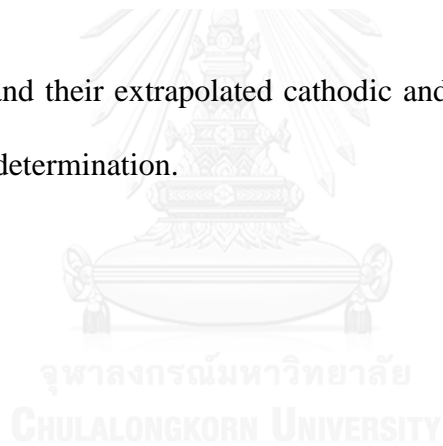 and their extrapolated cathodic and
determination.
จุฬาลงกรณ์มหาวิทยาลัย
CHULALONGKORN UNIVERSITY